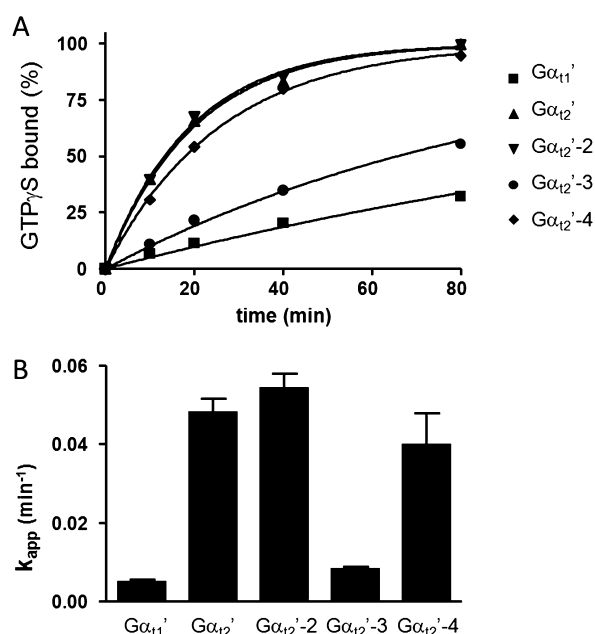 A
100
75
50
25
0
GTPγS bound (%)
0 20 40 60 80
time (min)
Gαt1’
Gαt2’
Gαt2’-2
Gαt2’-3
Gαt2’-4
B
0.06
0.04
0.02
0.00
kapp (min-1)
Gαt1’ Gαt2’ Gαt2’-2 Gαt2’-3 Gαt2’-4